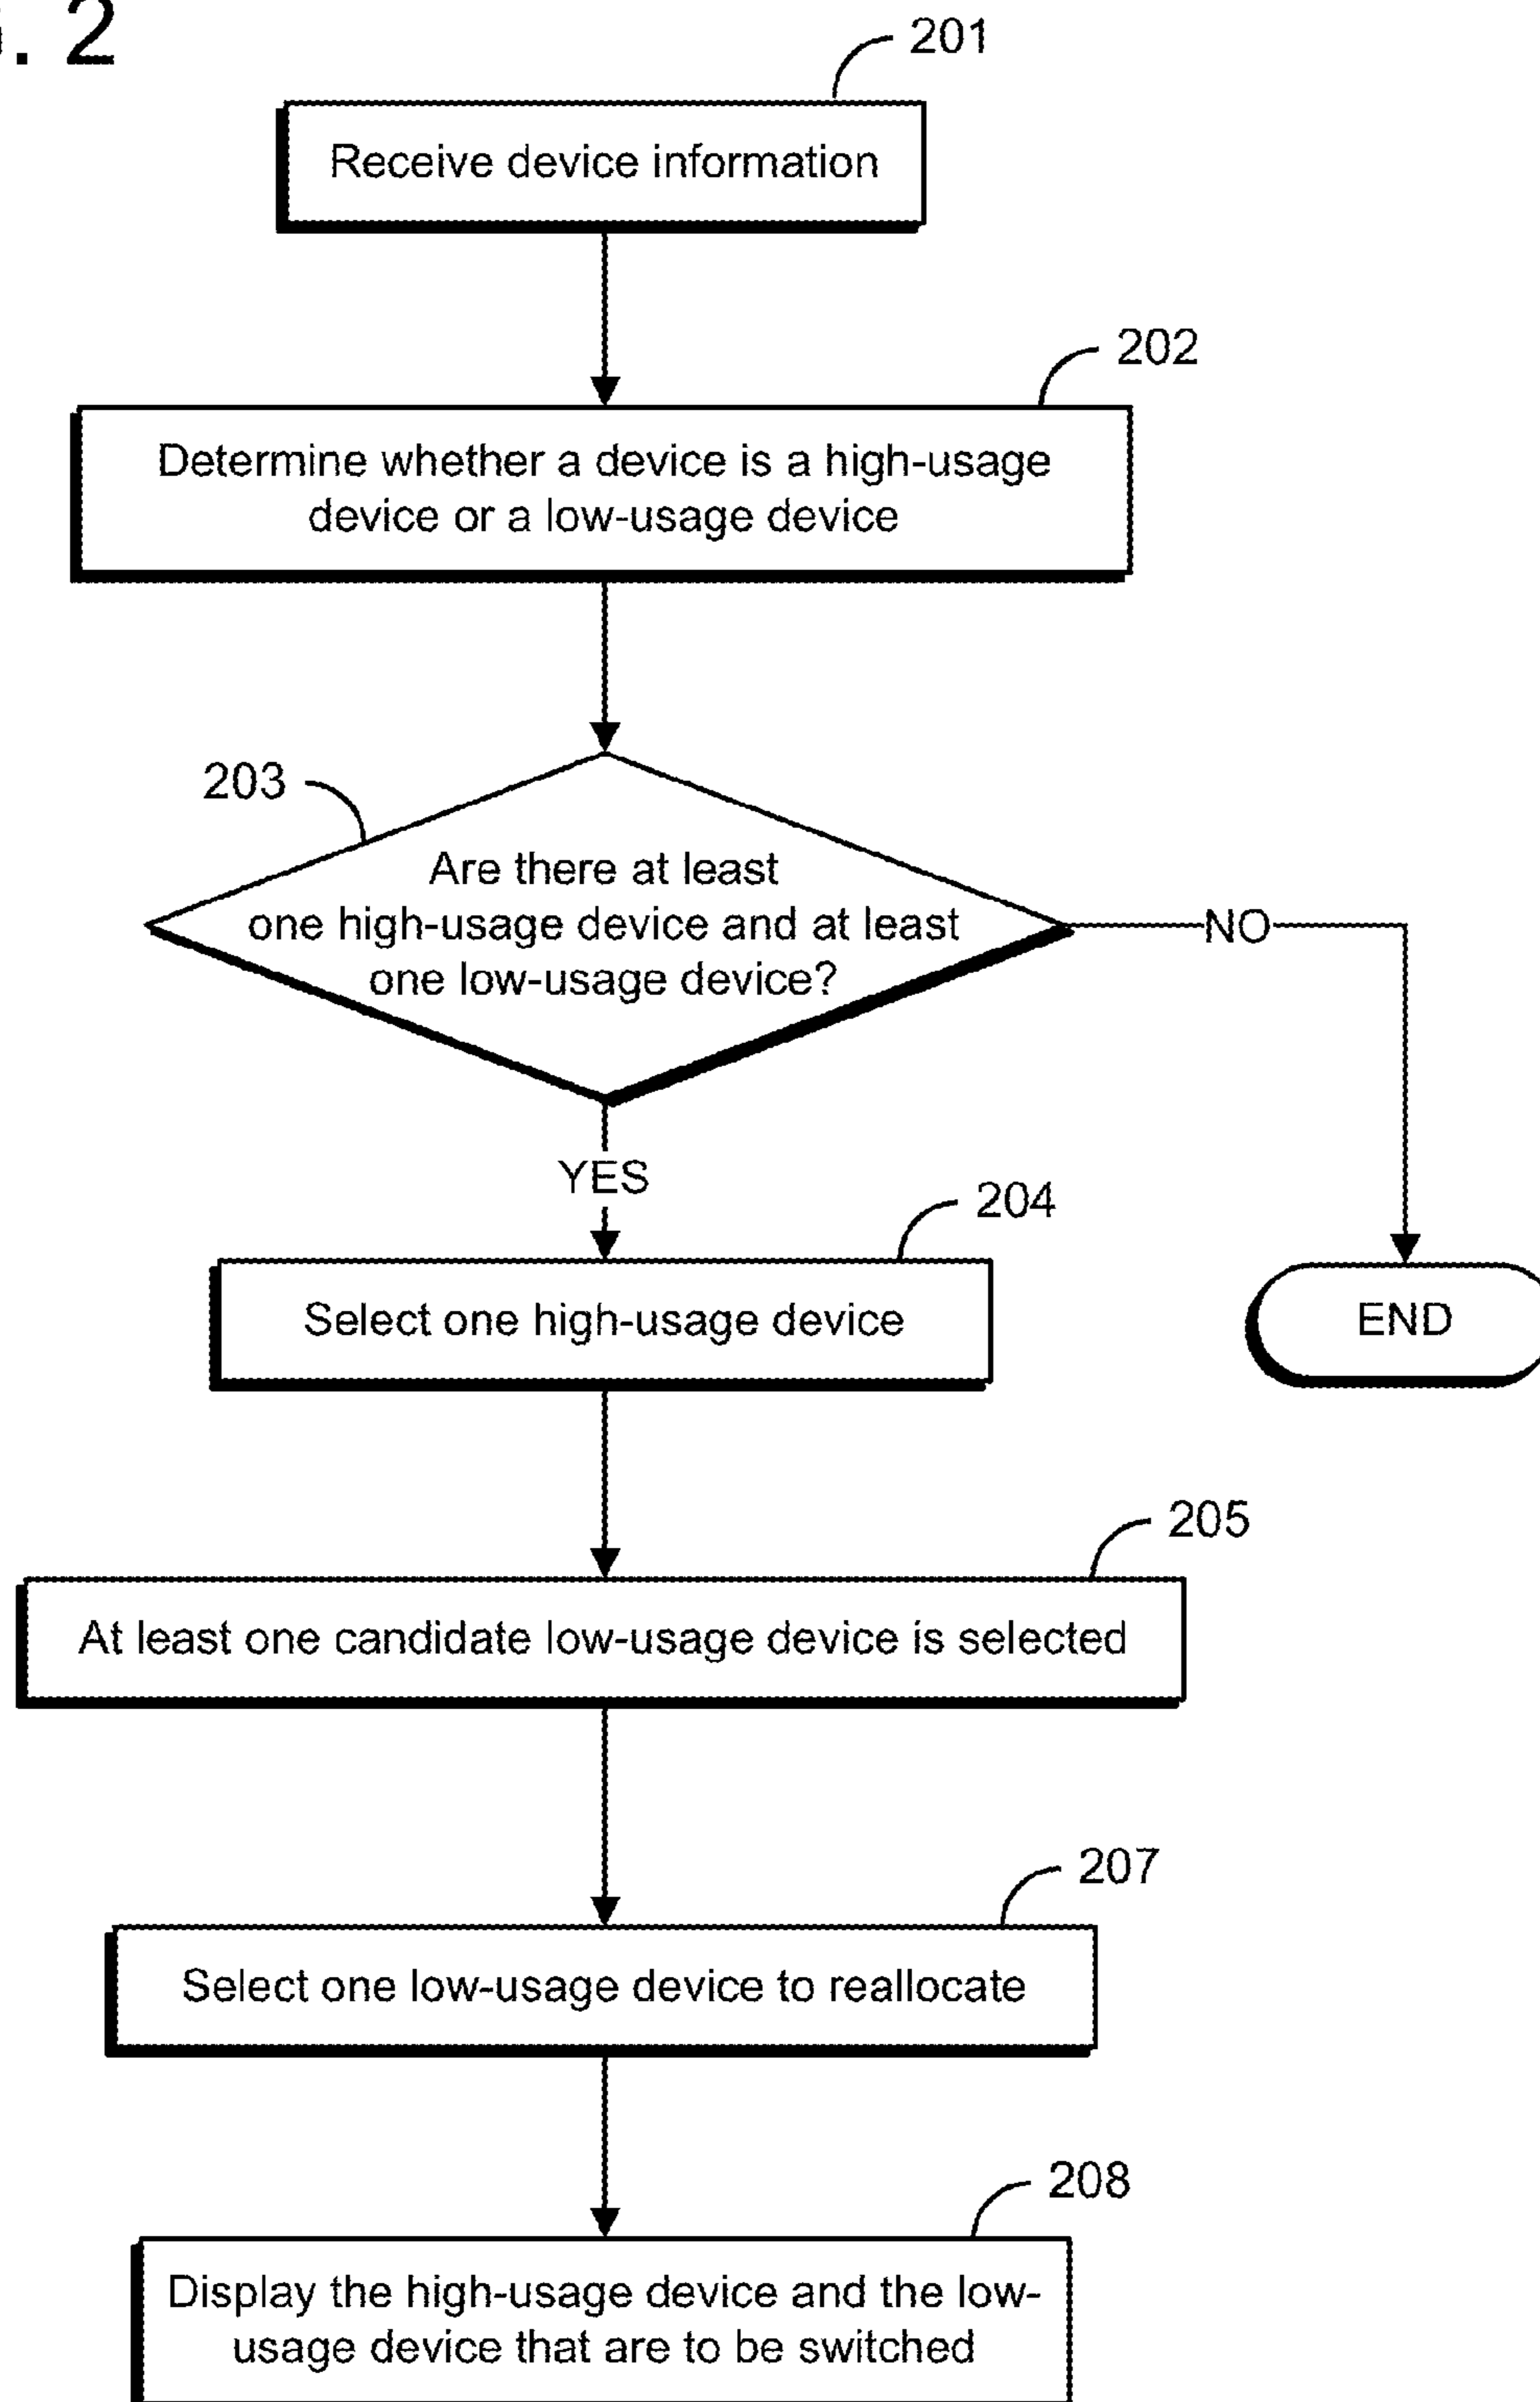 . 2
201
Receive device information
202
Determine whether a device is a high-usage
device or a low-usage device
203
Are there at least
one high-usage device and at least
one low-usage device?
NO
YES
204
Select one high-usage device
END
205
At least one candidate low-usage device is selected
207
Select one low-usage device to reallocate
208
Display the high-usage device and the low-
usage device that are to be switched